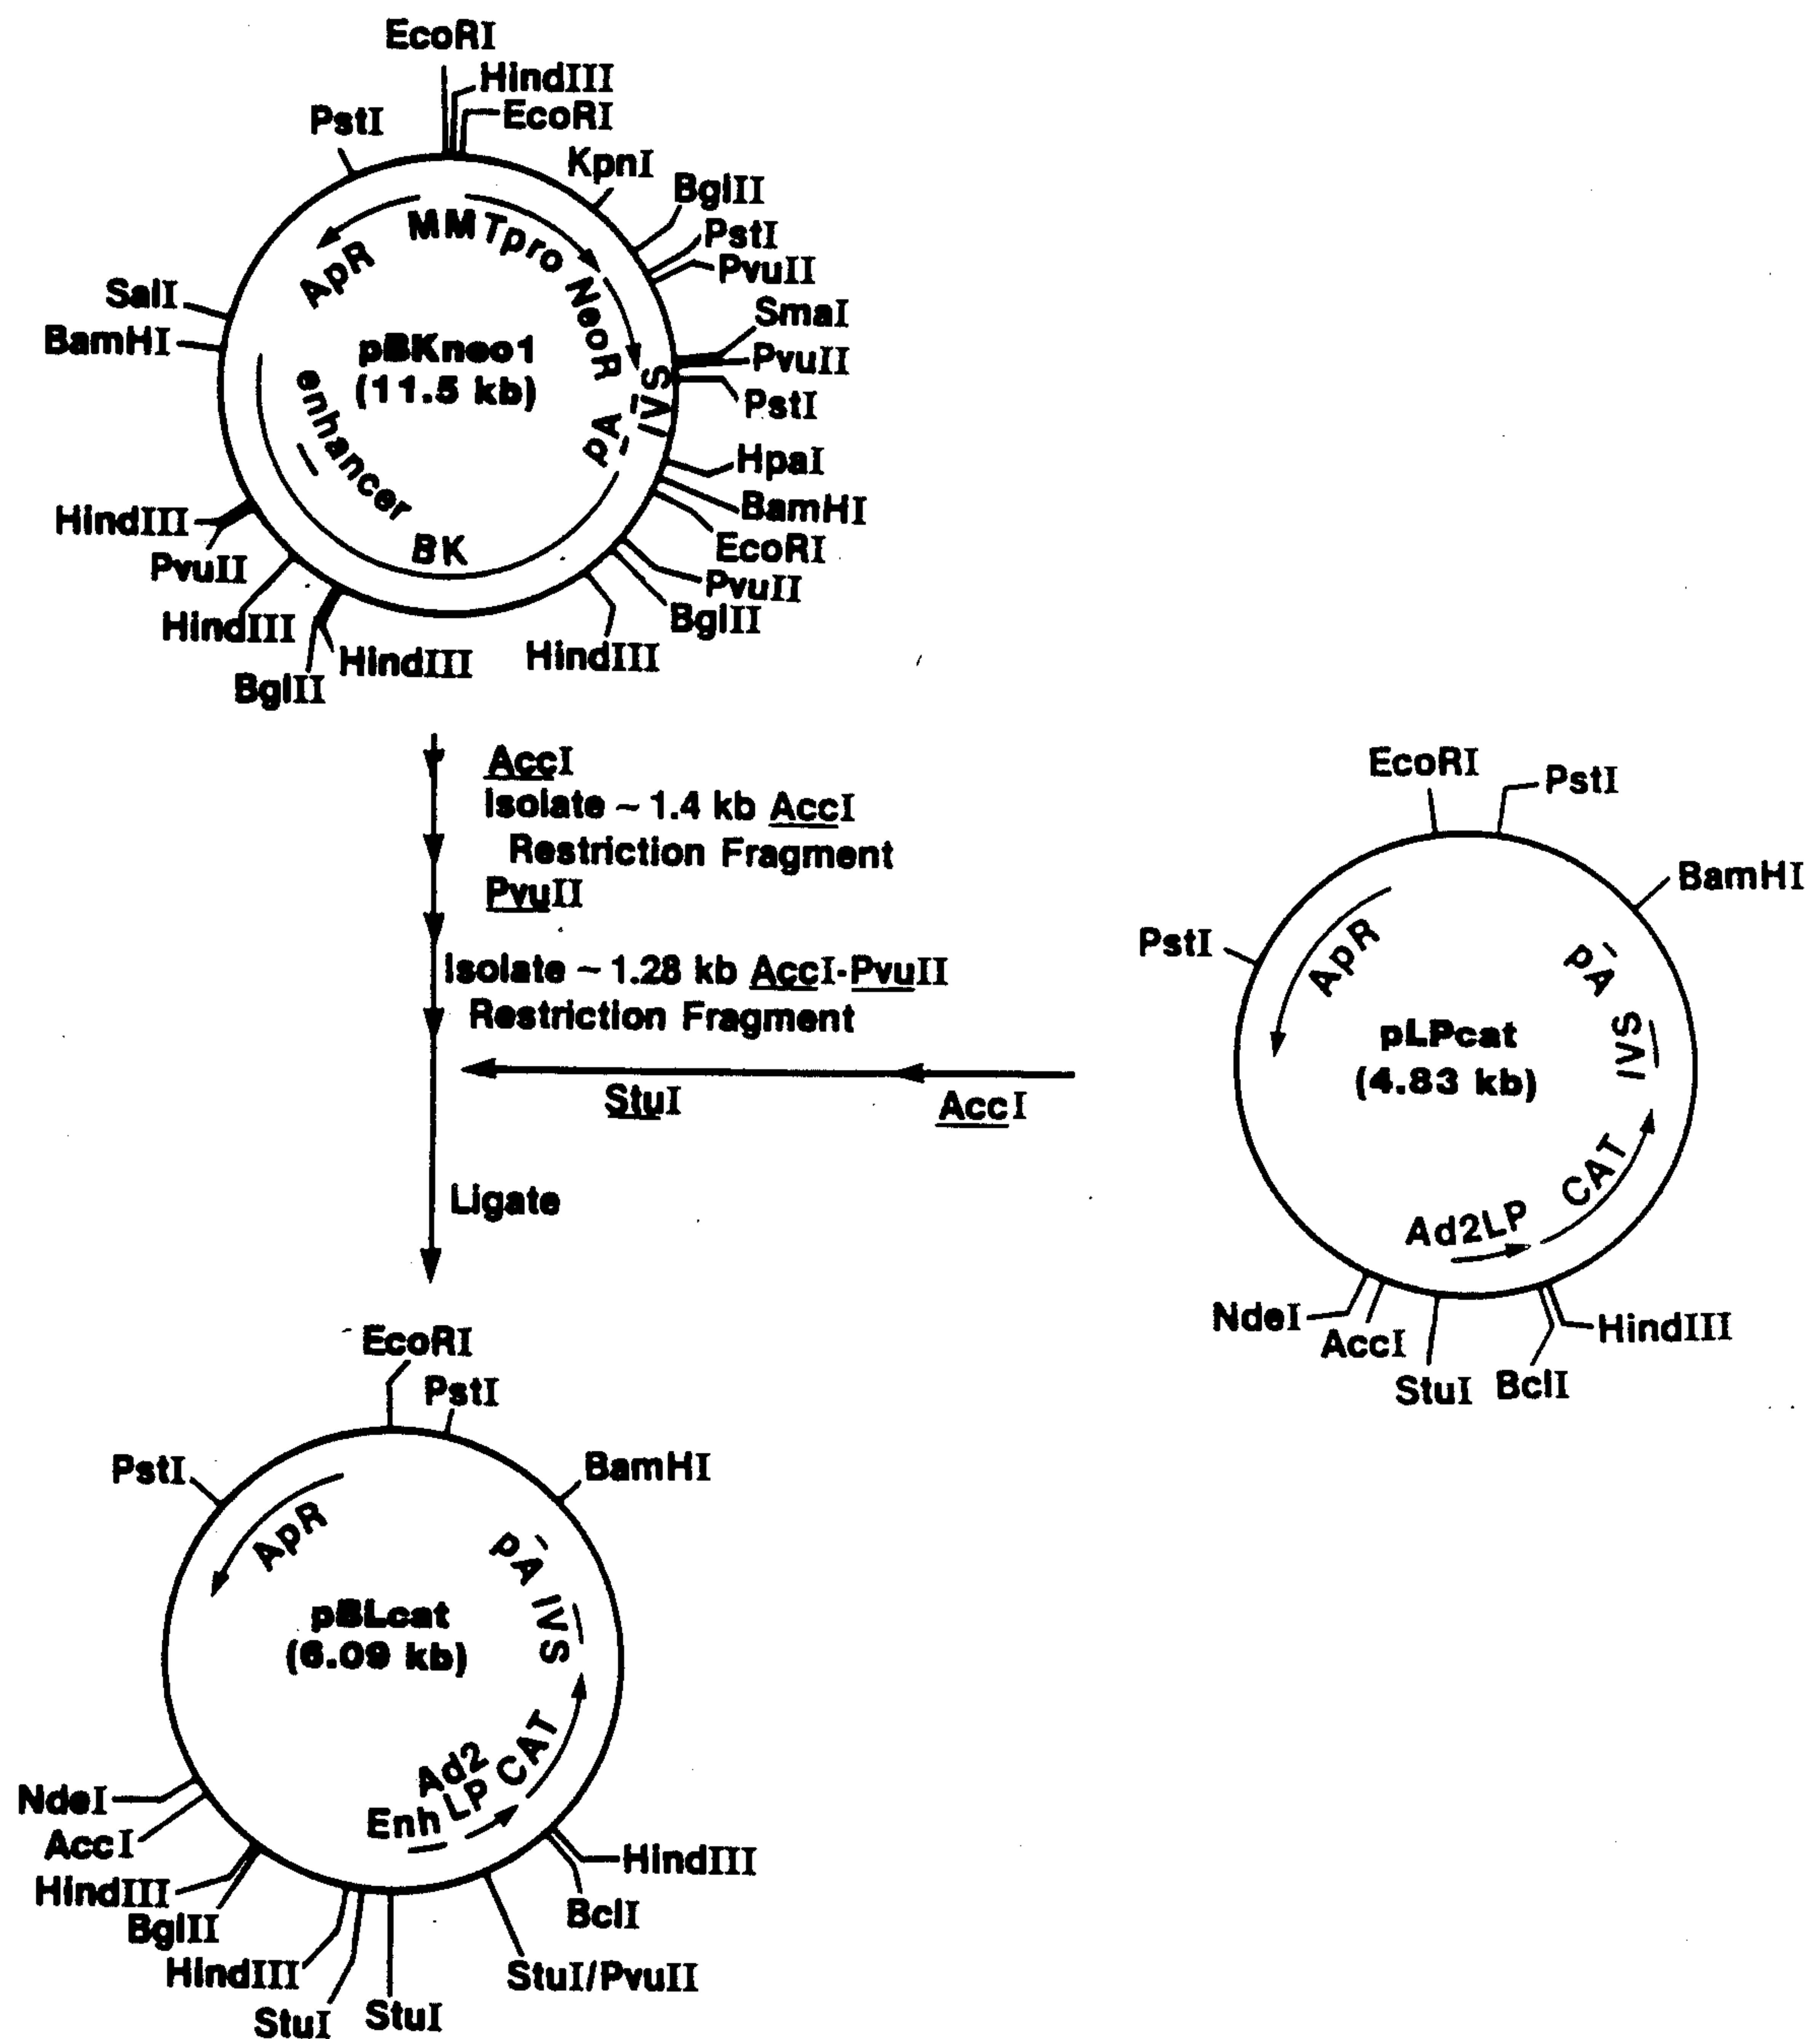 EcoRI
HindIII
EcoRI
PstI
KpnI
BglII
PstI
PvuII
SmaI
PvuII
PstI
HpaI
BamHI
EcoRI
PvuII
BglII
HindIII
HindIII
BglII
HindIII
PvuII
HindIII
BamHI
SalI
ApR
MMTpro
NeoR
IVS
pA
BK
enhancer
pBKneo1
(11.5 kb)
AccI
Isolate ~ 1.4 kb AccI
Restriction Fragment
PvuII
Isolate ~ 1.28 kb AccI-PvuII
Restriction Fragment
StuI
AccI
Ligate
EcoRI
PstI
BamHI
PstI
ApR
pA
IVS
pLPcat
(4.83 kb)
CAT
Ad2LP
NdeI
AccI
StuI
BclI
HindIII
EcoRI
PstI
PstI
BamHI
ApR
pA
IVS
pBLcat
(6.09 kb)
CAT
Ad2
LP
Enh
NdeI
AccI
HindIII
BglII
HindIII
StuI
StuI
StuI/PvuII
BclI
HindIII